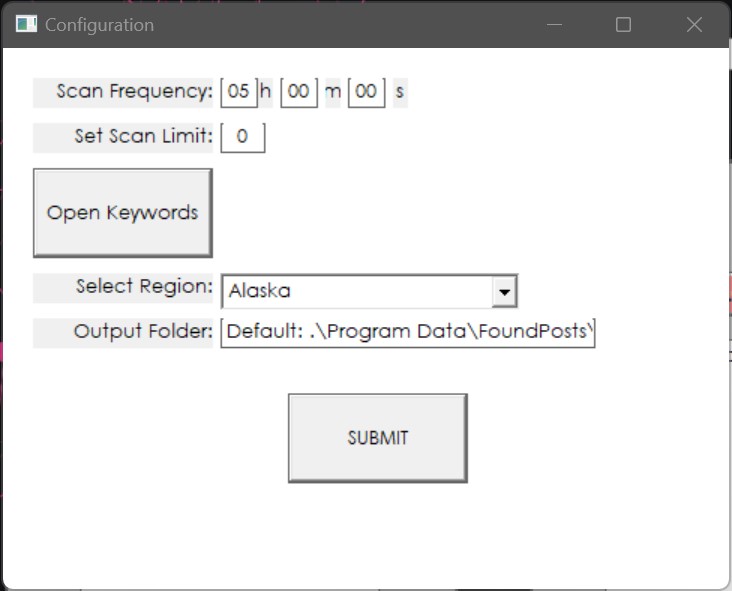 Configuration
Scan Frequency: 05 h 00 m 00 s
Set Scan Limit: 0
Open Keywords
Select Region: Alaska
Output Folder: Default: .\Program Data\FoundPosts\
SUBMIT